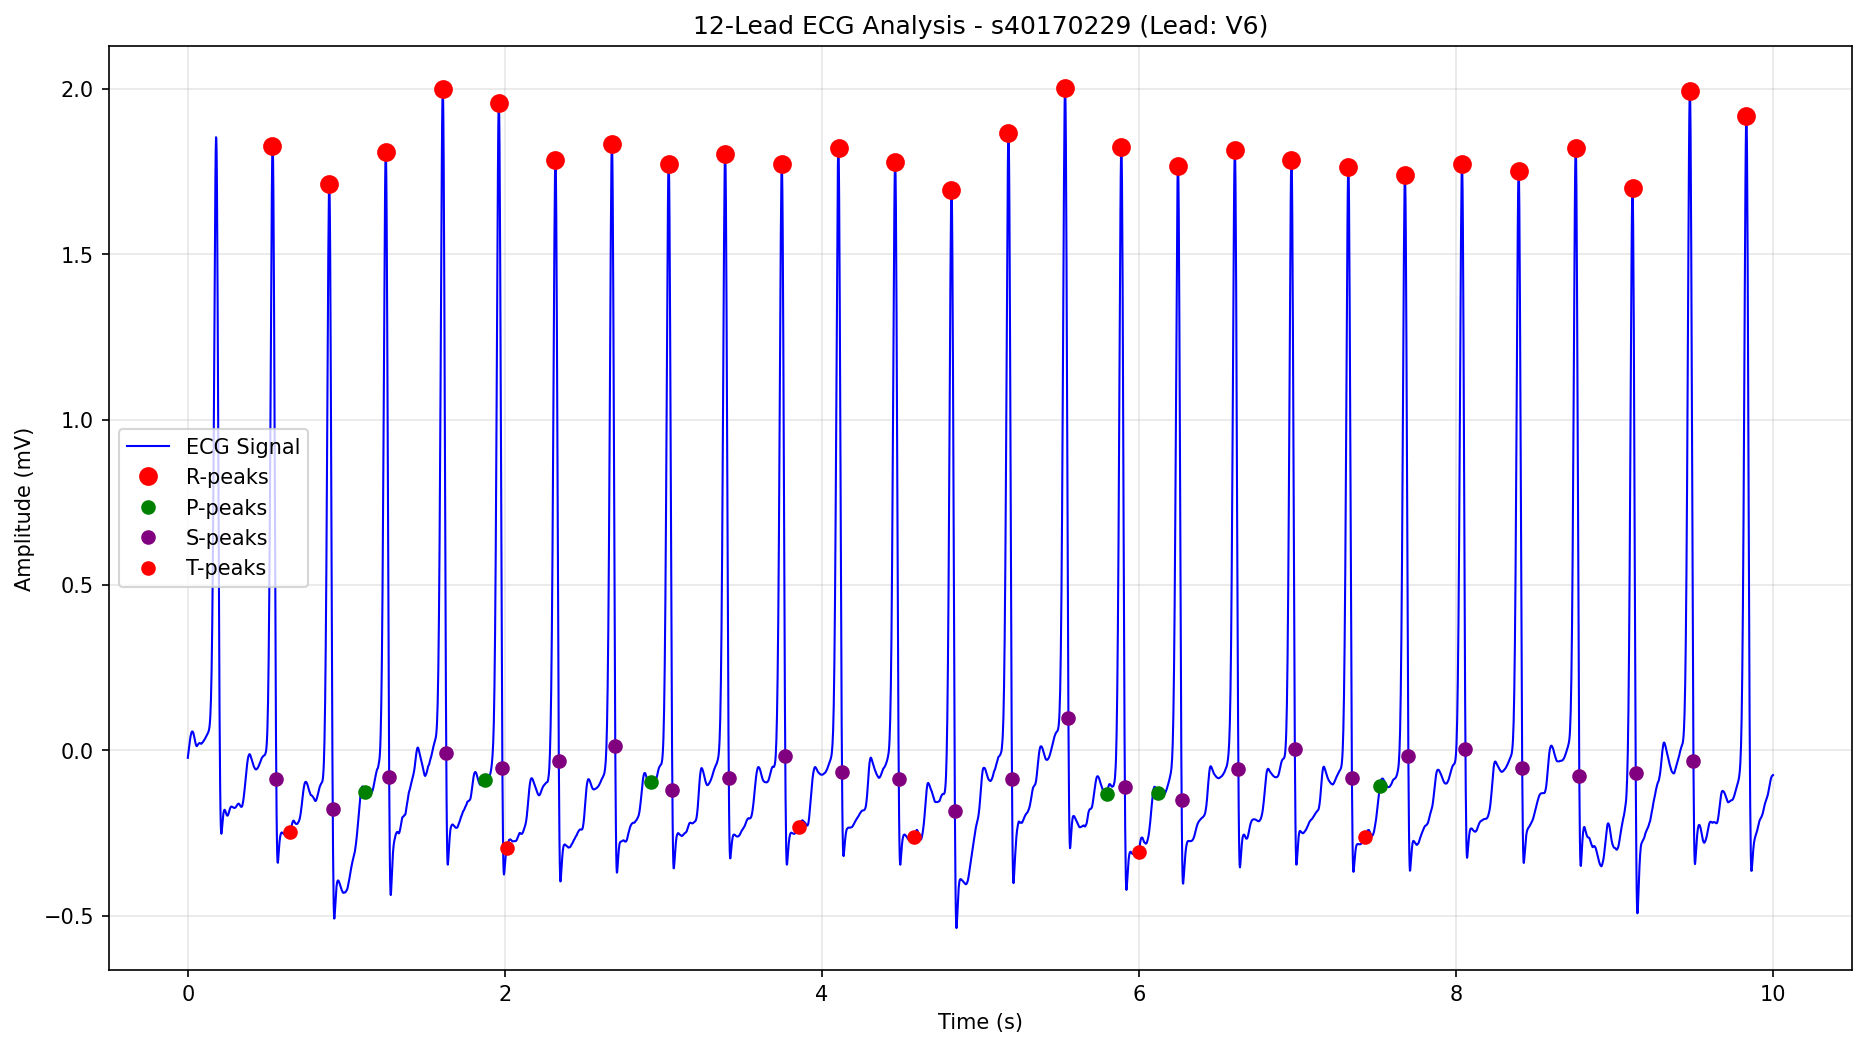 12-Lead ECG Analysis - s40170229 (Lead: V6)
Amplitude (mV)
2.0
1.5
1.0
0.5
0.0
−0.5
ECG Signal
R-peaks
P-peaks
S-peaks
T-peaks
0 2 4 6 8 10
Time (s)